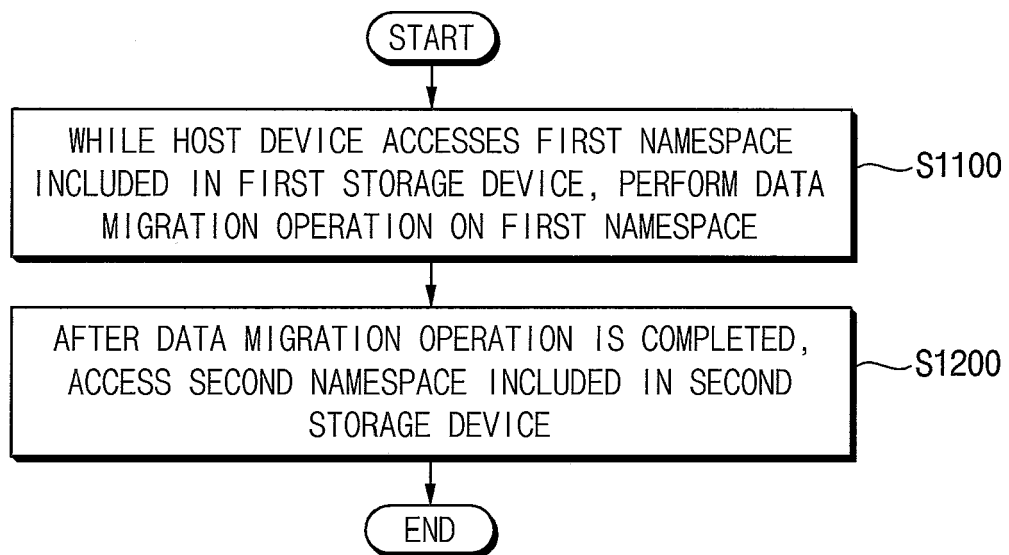 START
WHILE HOST DEVICE ACCESSES FIRST NAMESPACE
INCLUDED IN FIRST STORAGE DEVICE, PERFORM DATA
MIGRATION OPERATION ON FIRST NAMESPACE
S1100
AFTER DATA MIGRATION OPERATION IS COMPLETED,
ACCESS SECOND NAMESPACE INCLUDED IN SECOND
STORAGE DEVICE
S1200
END